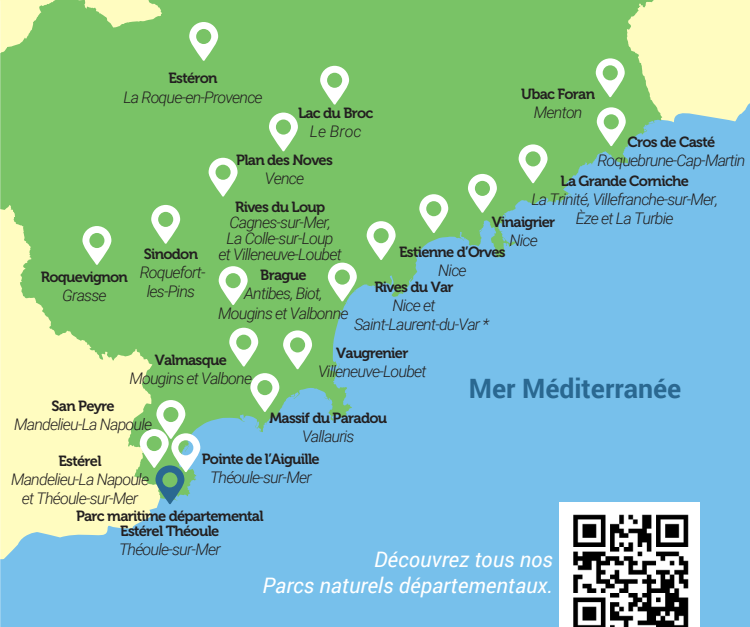 Estéron
La Roque-en-Provence
Lac du Broc
Le Broc
Ubac Foran
Menton
Plan des Noves
Vence
Cros de Casté
Roquebrune-Cap-Martin
La Grande Corniche
La Trinité, Villefranche-sur-Mer,
Èze et La Turbie
Rives du Loup
Cagnes-sur-Mer,
La Colle-sur-Loup
et Villeneuve-Loubet
Vinaigrier
Nice
Estienne d'Orves
Nice
Sinodon
Roquefort-
les-Pins
Roquevignon
Grasse
Brague
Antibes, Biot,
Mougins et Valbonne
Rives du Var
Nice et
Saint-Laurent-du-Var *
Valmasque
Mougins et Valbone
Vaugrenier
Villeneuve-Loubet
Mer Méditerranée
San Peyre
Mandelieu-La Napoule
Massif du Paradou
Vallauris
Estérel
Mandelieu-La Napoule
et Théoule-sur-Mer
Pointe de l'Aiguille
Théoule-sur-Mer
Parc maritime départemental
Estérel Théoule
Théoule-sur-Mer
Découvrez tous nos
Parcs naturels départementaux.